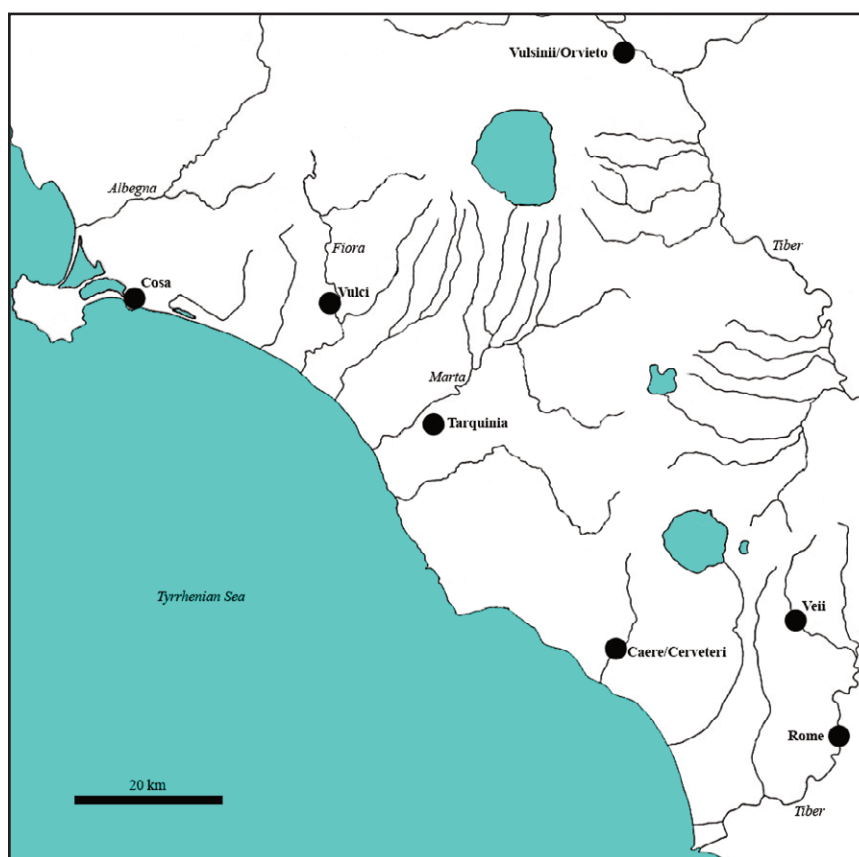 Vulsinii/Orvieto
Albegna
Fiora
Tiber
Cosa
Vulci
Marta
Tarquinia
Tyrrhenian Sea
Veii
Caere/Cerveteri
Rome
20 km
Tiber